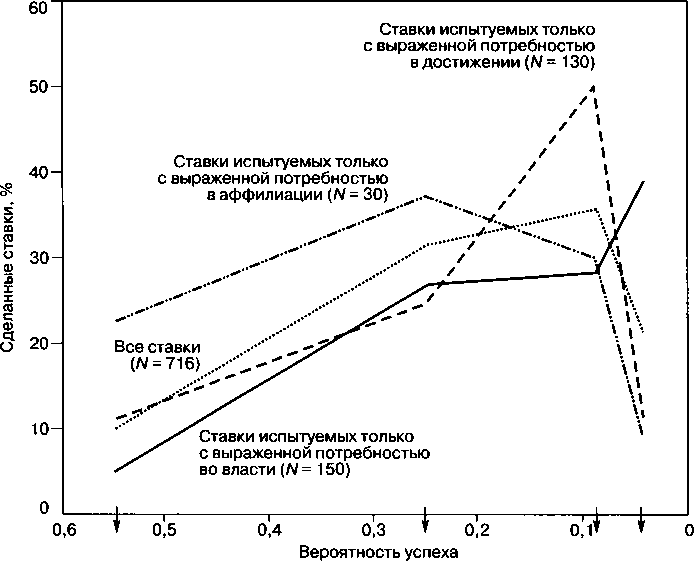 60
Ставки испытуемых только
с выраженной потребностью
в достижении (N = 130)
50
40
Ставки испытуемых только
с выраженной потребностью
в аффилиации (N = 30)
30
Сделанные ставки, %
20
Все ставки
(N = 716)
10
Ставки испытуемых только
с выраженной потребностью
во власти (N = 150)
0
0,6 0,5 0,4 0,3 0,2 0,1 0
Вероятность успеха